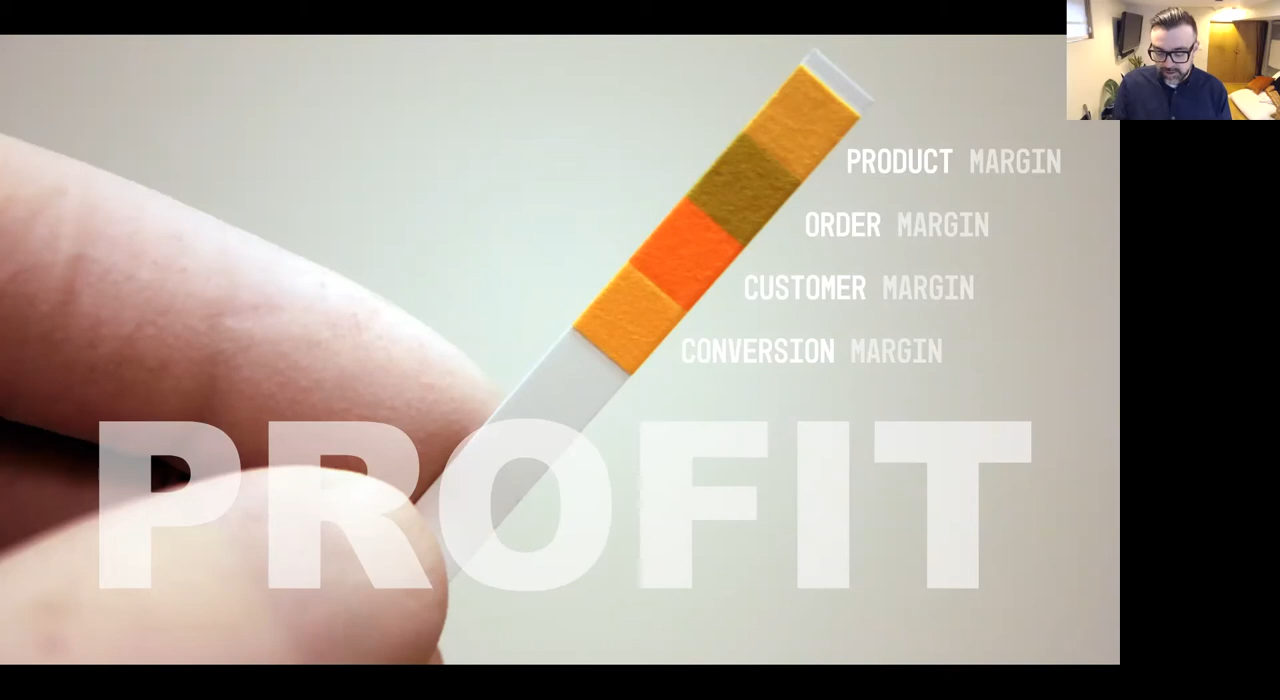 PRODUCT MARGIN
ORDER MARGIN
CUSTOMER MARGIN
CONVERSION MARGIN
PROFIT